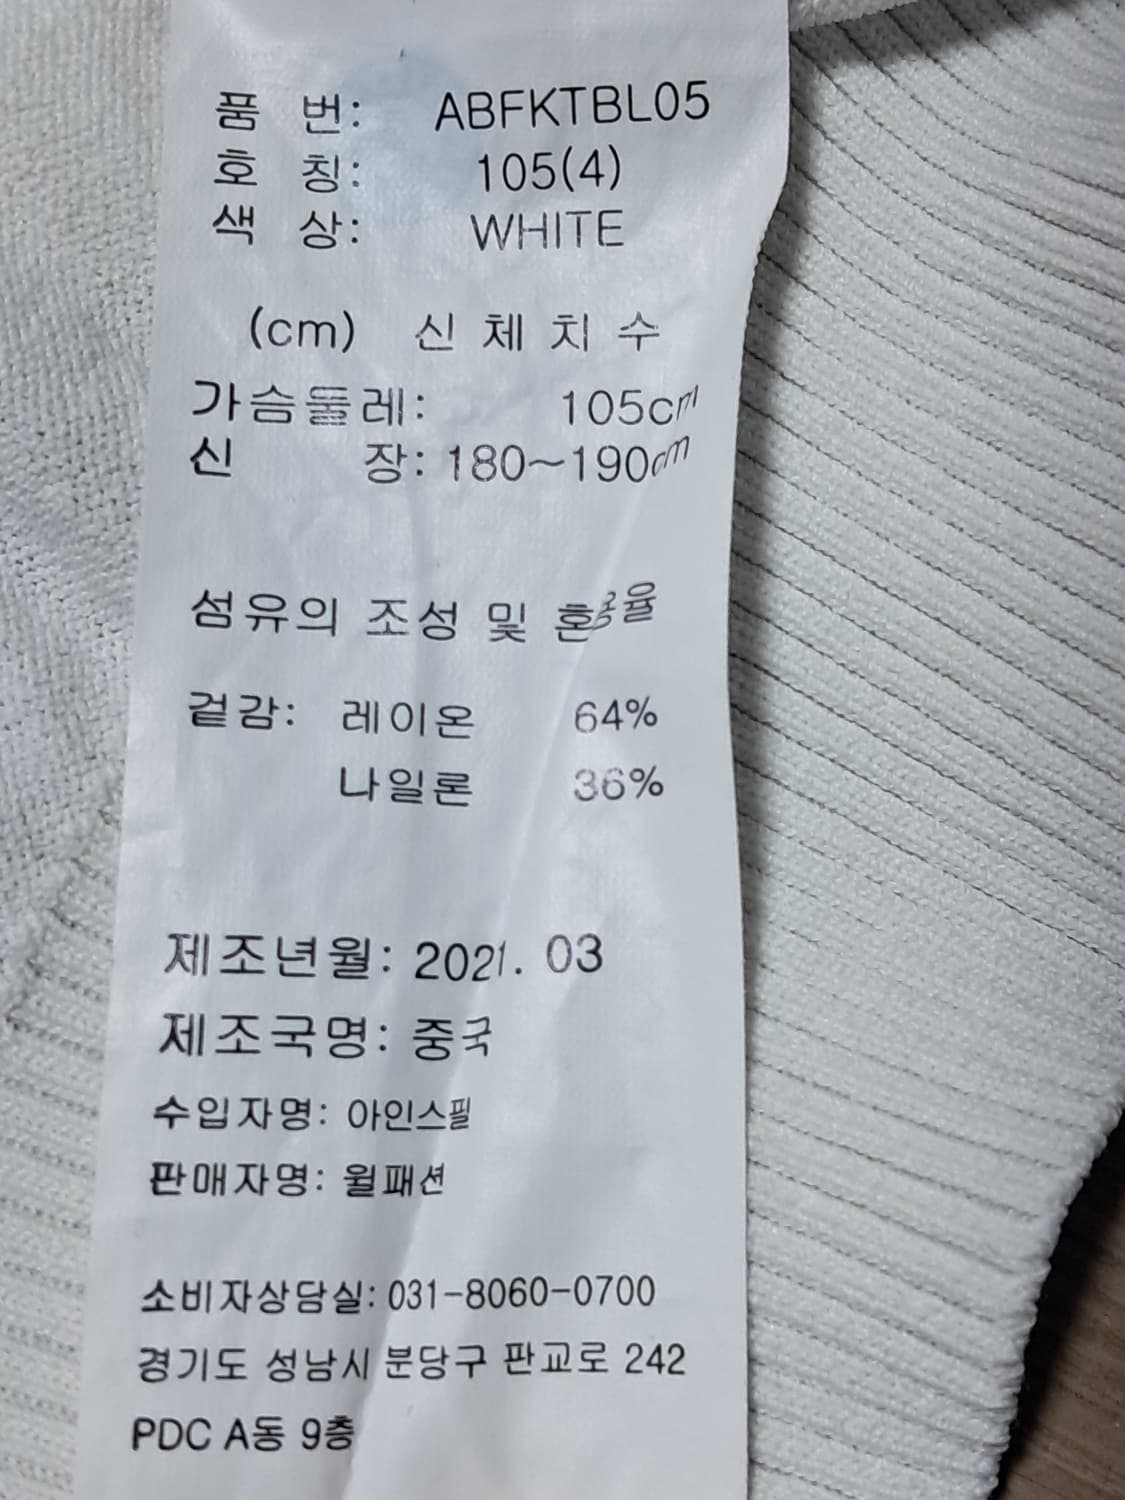 품 번: ABFKTBL05
호 칭: 105(4)
색 상: WHITE
(cm) 신 체 치 수
가슴둘레: 105cm
신 장: 180~190cm
섬유의 조성 및 혼용율
겉감: 레이온 64%
나일론 36%
제조년월: 2021. 03
제조국명: 중국
수입자명: 아인스필
판매자명: 월패션
소비자상담실: 031-8060-0700
경기도 성남시 분당구 판교로 242
PDC A동 9층